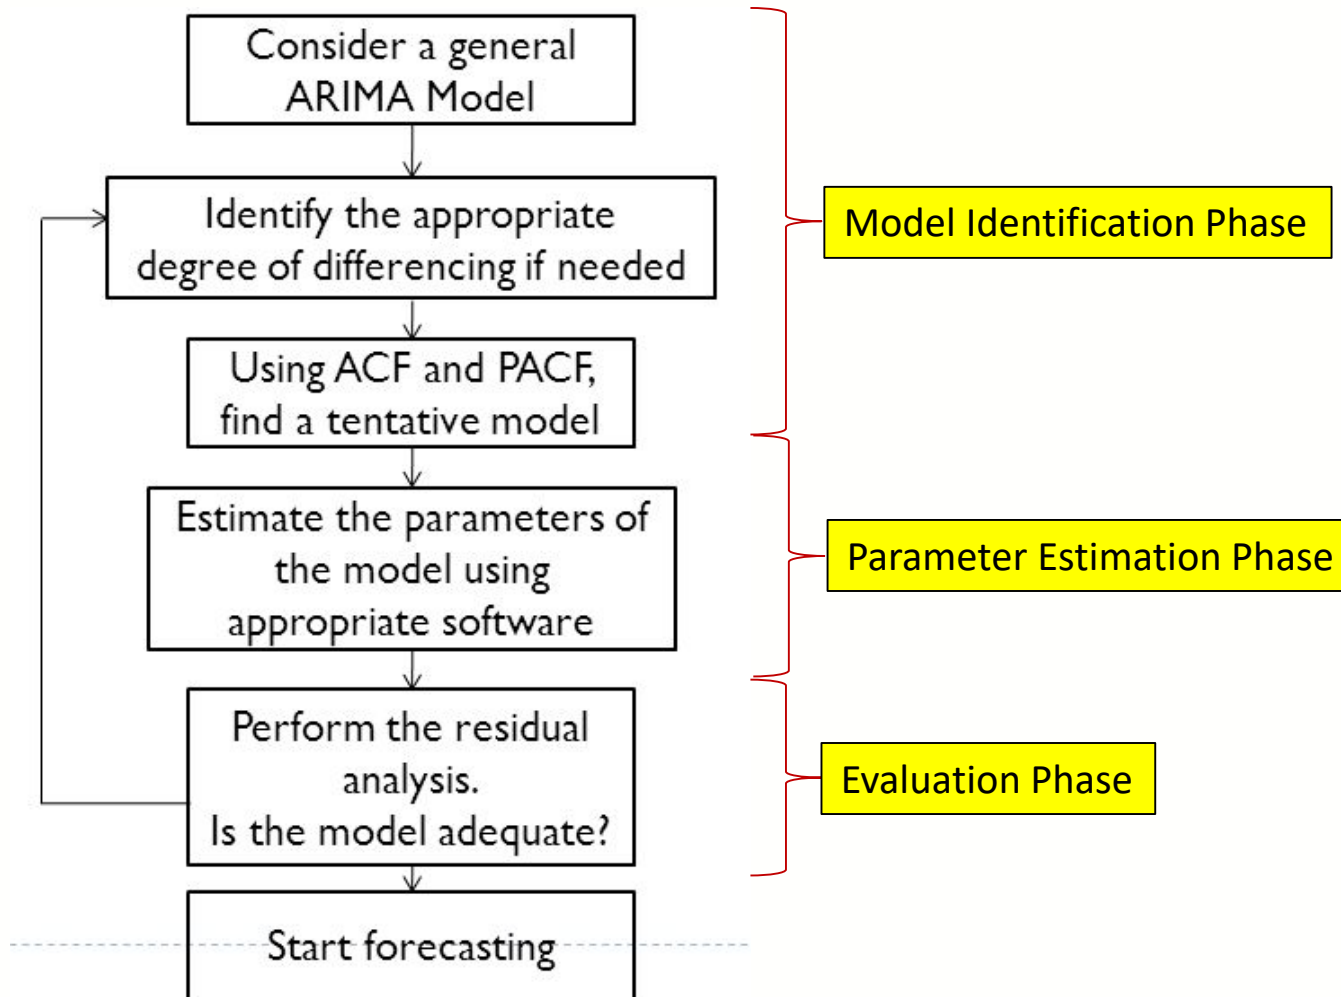 Consider a general
ARIMA Model
Identify the appropriate
degree of differencing if needed
Model Identification Phase
Using ACF and PACF,
find a tentative model
Estimate the parameters of
the model using
appropriate software
Parameter Estimation Phase
Perform the residual
analysis.
Is the model adequate?
Evaluation Phase
Start forecasting